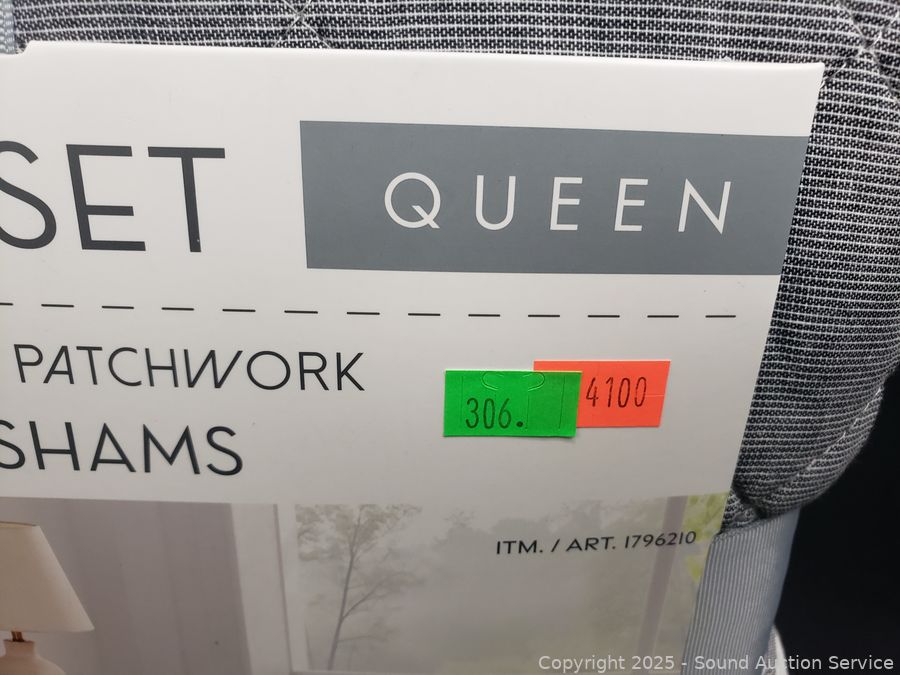 SET
QUEEN
PATCHWORK
SHAMS
306.
4100
ITM. / ART. 1796210
Copyright 2025 - Sound Auction Service